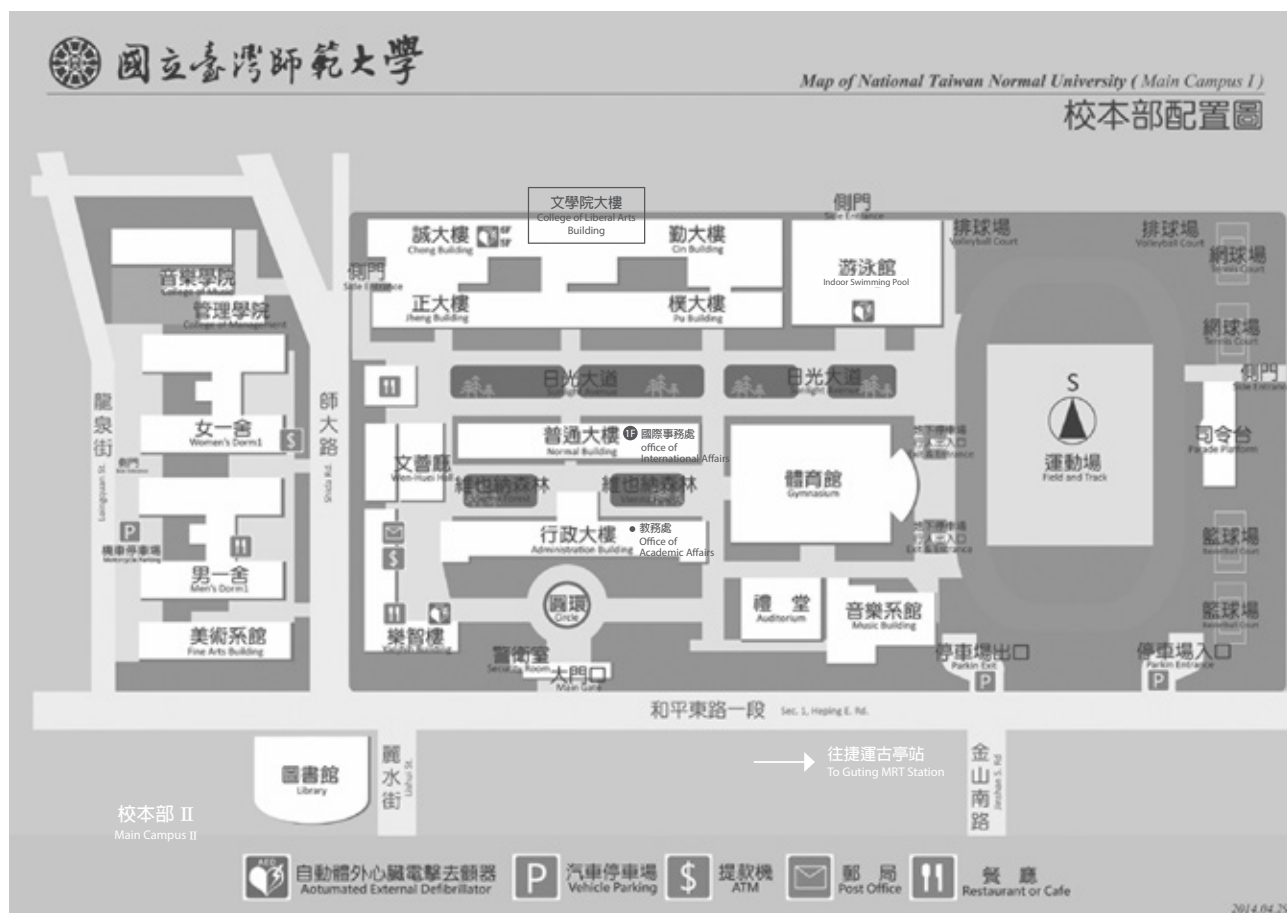 國立臺灣師範大學
Map of National Taiwan Normal University ( Main Campus I )
校本部配置圖
文學院大樓
College of Liberal Arts
Building
側門
Side Entrance
誠大樓
6F
5F
勤大樓
Cin Building
排球場
Volleyball Court
排球場
Volleyball Court
網球場
Tennis Court
音樂學院
College of Music
側門
Side Entrance
游泳館
Indoor Swimming Pool
管理學院
College of Management
正大樓
Jheng Building
樸大樓
Pu Building
網球場
Tennis Court
日光大道
Sunlight Avenue
日光大道
Sunlight Avenue
側門
S
龍泉街
Longquan St.
師大路
Shida Rd.
女一舍
Women's Dorm1
$
文薈廳
Wen-Huei Hall
普通大樓
Normal Building
1F 國際事務處
office of
International Affairs
體育館
Gymnasium
Exit & Entrance
運動場
Field and Track
司令台
Parade Platform
側門
維也納森林
維也納森林
P
機車停車場
Motorcycle Parking
男一舍
Men's Dorm1
$
行政大樓
Administration Building
教務處
Office of
Academic Affairs
Exit & Entrance
籃球場
Basketball Court
圓環
Circle
禮堂
Auditorium
音樂系館
Music Building
籃球場
Basketball Court
美術系館
Fine Arts Building
樂智樓
警衛室
Security Room
大門口
Main Gate
停車場出口
Parkin Exit
P
停車場入口
Parkin Entrance
P
和平東路一段 Sec. 1, Heping E. Rd.
圖書館
Library
麗水街
Lishui St.
往捷運古亭站
To Guting MRT Station
金山南路
Jinshan S. Rd
校本部 II
Main Campus II
AED
自動體外心臟電擊去顫器
Aotumated External Defibrillator
P
汽車停車場
Vehicle Parking
$
提款機
ATM
郵局
Post Office
餐廳
Restaurant or Cafe
2014.04.29